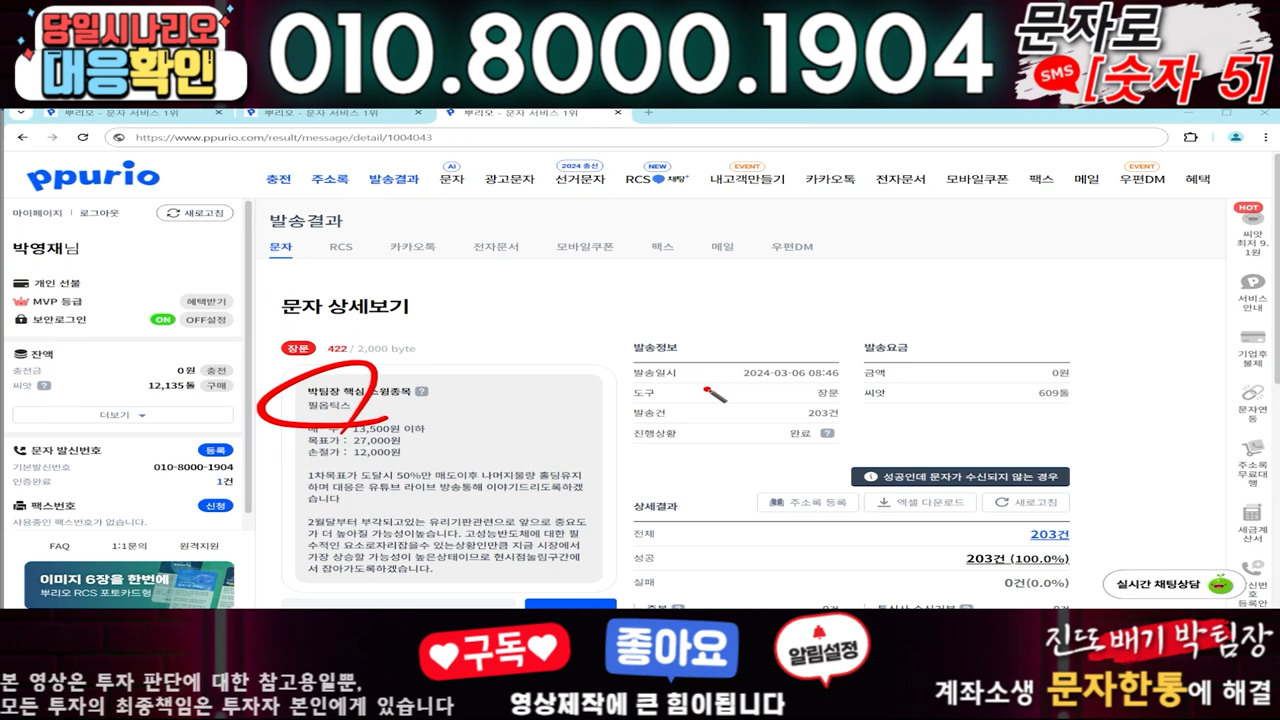 당일시나리오
대응확인
010.8000.1904
문자로
SMS
[숫자 5]
뿌리오 - 문자 서비스 1위
뿌리오 - 문자 서비스 1위
뿌리오 - 문자 서비스 1위
https://www.ppurio.com/result/message/detail/1004043
ppurio
AI
2024 총선
NEW
EVENT
EVENT
충전 주소록 발송결과 문자 광고문자 선거문자 RCS 채팅+ 내고객만들기 카카오톡 전자문서 모바일쿠폰 팩스 메일 우편DM 혜택
마이페이지 | 로그아웃
새로고침
박영재님
개인 선불
MVP 등급 혜택받기
보안로그인 ON OFF설정
잔액
충전금 0원 충전
씨앗 ? 12,135톨 구매
더보기
문자 발신번호 등록
기본발신번호 010-8000-1904
인증완료 1건
팩스번호 신청
사용중인 팩스번호가 없습니다.
FAQ 1:1문의 원격지원
이미지 6장을 한번에
뿌리오 RCS 포토카드형
발송결과
문자 RCS 카카오톡 전자문서 모바일쿠폰 팩스 메일 우편DM
문자 상세보기
장문 422 / 2,000 byte
박팀장 핵심 스윙종목 ?
필옵틱스
13,500원 이하
목표가 : 27,000원
손절가 : 12,000원
1차목표가 도달시 50%만 매도이후 나머지물량 홀딩유지
하며 대응은 유튜브 라이브 방송통해 이야기드리도록하겠
습니다
2월달부터 부각되고있는 유리기판관련으로 앞으로 중요도
가 더 높아질 가능성이높습니다. 고성능반도체에 대한 필
수적인 요소로자리잡을수 있는상황인만큼 지금 시장에서
가장 상승할 가능성이 높은상태이므로 현시점눌림구간에
서 잡아가도록하겠습니다.
발송정보
발송일시 2024-03-06 08:46
도구 장문
발송건 203건
진행상황 완료 ?
발송요금
금액 0원
씨앗 609톨
성공인데 문자가 수신되지 않는 경우
상세결과
주소록 등록 엑셀 다운로드 새로고침
전체 203건
성공 203건 (100.0%)
실패 0건(0.0%)
HOT
씨앗
최저 9.
1원
서비스
안내
기업후
불제
문자연
동
주소록
무료대
행
세금계
산서
실시간 채팅상담
구독
좋아요
알림설정
영상제작에 큰 힘이됩니다
본 영상은 투자 판단에 대한 참고용일뿐,
모든 투자의 최종책임은 투자자 본인에게 있습니다
진또배기 박팀장
계좌소생 문자한통에 해결